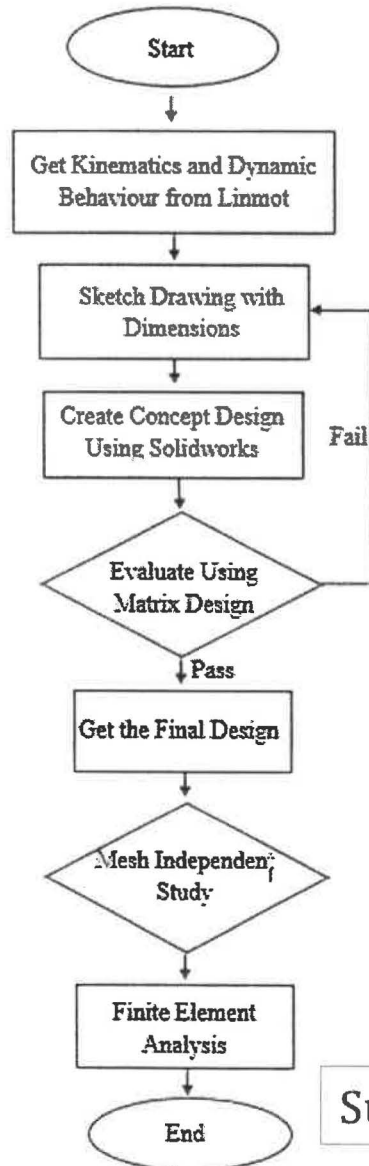 Start
Get Kinematics and Dynamic
Behaviour from Linmot
Sketch Drawing with
Dimensions
Create Concept Design
Using Solidworks
Fail
Evaluate Using
Matrix Design
Pass
Get the Final Design
Mesh Independent
Study
Finite Element
Analysis
End